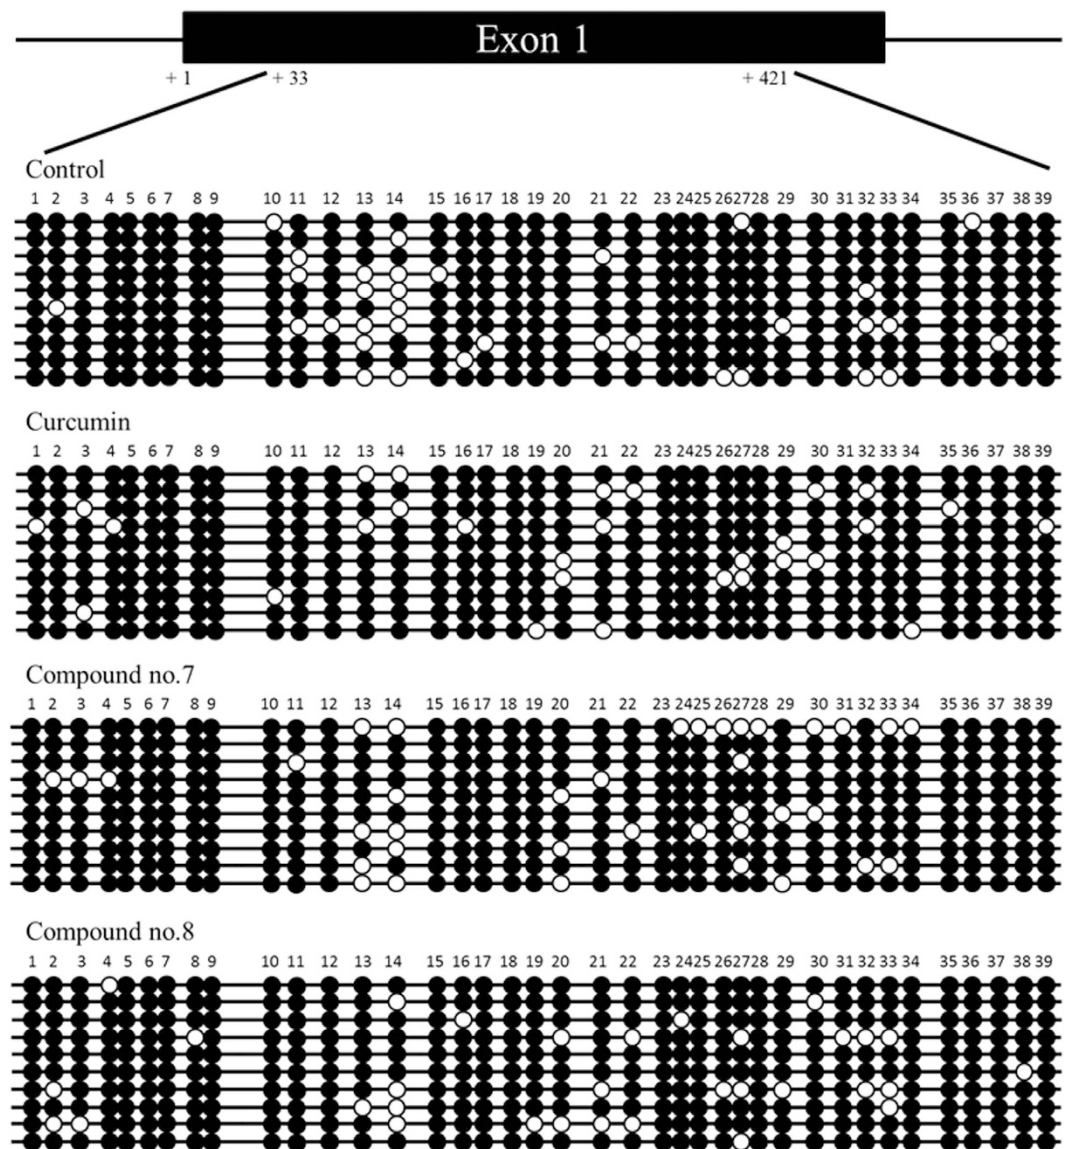 Exon 1
+ 1 + 33 + 421
Control
1 2 3 4 5 6 7 8 9 10 11 12 13 14 15 16 17 18 19 20 21 22 23 24 25 26 27 28 29 30 31 32 33 34 35 36 37 38 39
Curcumin
1 2 3 4 5 6 7 8 9 10 11 12 13 14 15 16 17 18 19 20 21 22 23 24 25 26 27 28 29 30 31 32 33 34 35 36 37 38 39
Compound no.7
1 2 3 4 5 6 7 8 9 10 11 12 13 14 15 16 17 18 19 20 21 22 23 24 25 26 27 28 29 30 31 32 33 34 35 36 37 38 39
Compound no.8
1 2 3 4 5 6 7 8 9 10 11 12 13 14 15 16 17 18 19 20 21 22 23 24 25 26 27 28 29 30 31 32 33 34 35 36 37 38 39